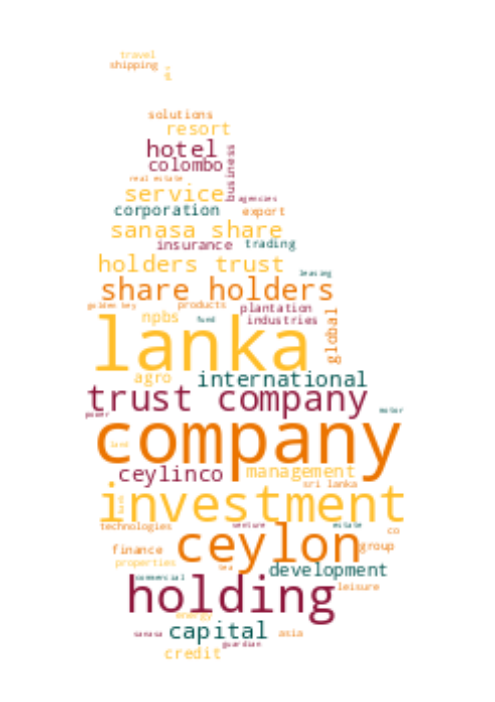 travel
shipping
solutions
resort
hotel
business
colombo
real estate
service
agencies
corporation
export
sanasa share
insurance
trading
holders trust
leasing
share holders
golden key
products
plantation
npbs
fund
industries
global
lanka
agro
international
trust company
motor
power
company
land
ceylinco
management
sri lanka
investment
bank
technologies
venture
estate
co
ceylon
finance
group
properties
tea
development
commercial
leisure
holding
energy
capital
sanasa
asia
guardian
credit